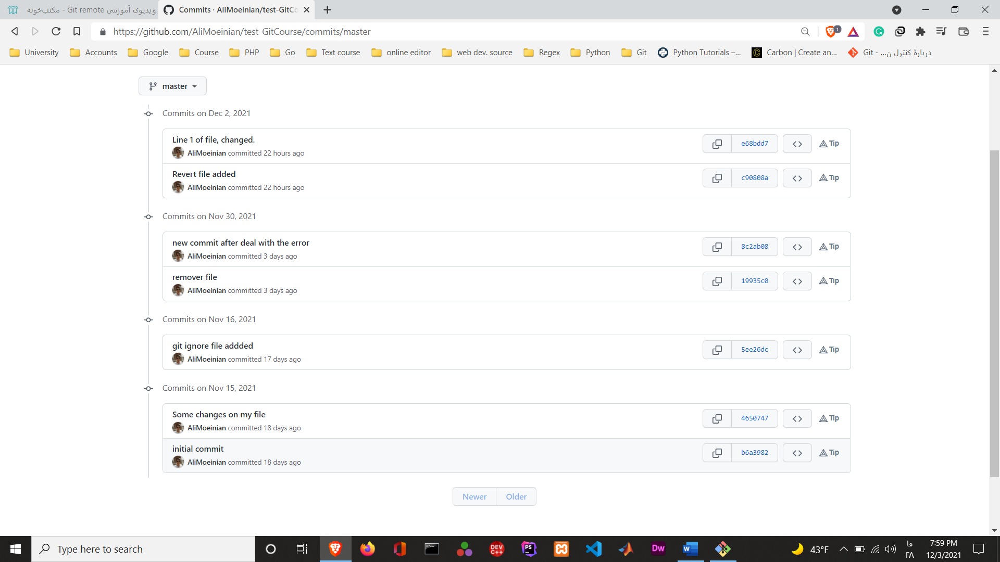 ویدیوی آموزشی Git remote - مکتب‌خونه
Commits · AliMoeinian/test-GitCo
https://github.com/AliMoeinian/test-GitCourse/commits/master
1
University
Accounts
Google
Course
PHP
Go
Text course
online editor
web dev. source
Regex
Python
Git
Python Tutorials –...
Carbon | Create an...
Git - دربارهٔ کنترل ن...
master
Commits on Dec 2, 2021
Line 1 of file, changed.
AliMoeinian committed 22 hours ago
e68bdd7
Tip
Revert file added
AliMoeinian committed 22 hours ago
c90808a
Tip
Commits on Nov 30, 2021
new commit after deal with the error
AliMoeinian committed 3 days ago
8c2ab08
Tip
remover file
AliMoeinian committed 3 days ago
19935c0
Tip
Commits on Nov 16, 2021
git ignore file addded
AliMoeinian committed 17 days ago
5ee26dc
Tip
Commits on Nov 15, 2021
Some changes on my file
AliMoeinian committed 18 days ago
4650747
Tip
initial commit
AliMoeinian committed 18 days ago
b6a3982
Tip
Newer
Older
Type here to search
DEV C++
PS
Dw
W
43°F
فا
FA
7:59 PM
12/3/2021